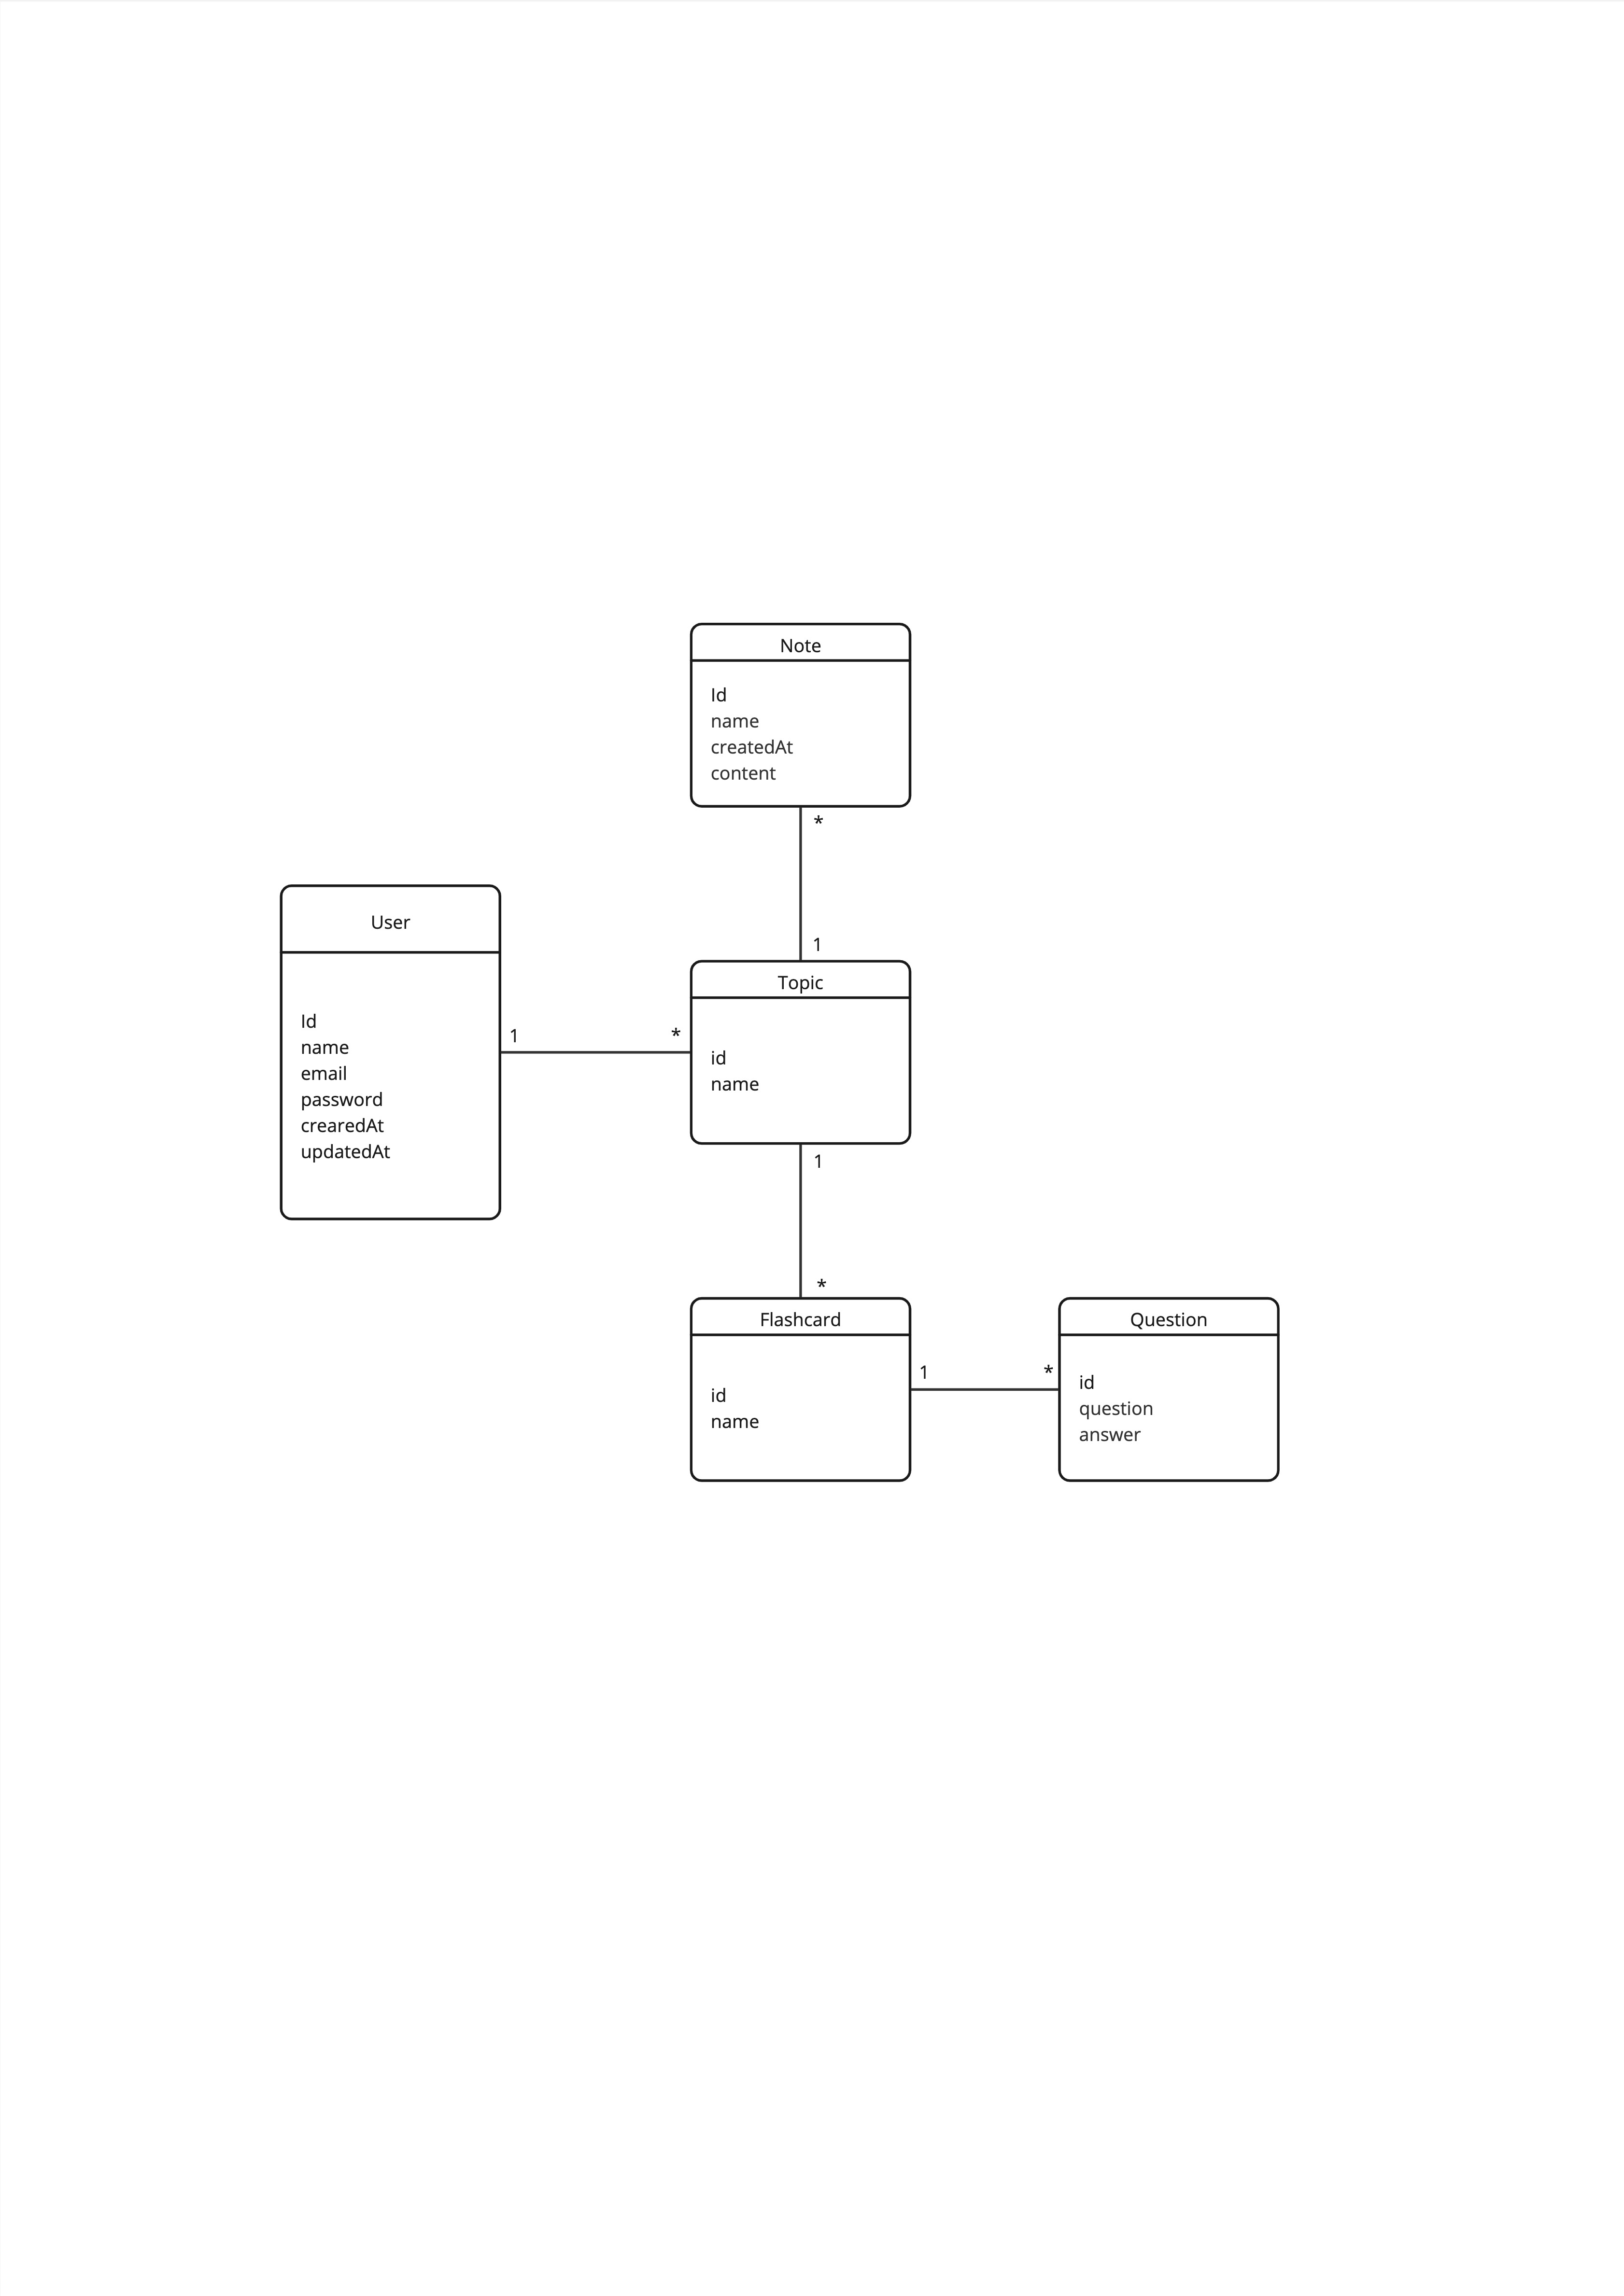 Note
Id
name
createdAt
content
*
1
User
Id
name
email
password
crearedAt
updatedAt
1
*
Topic
id
name
1
*
Flashcard
id
name
1
*
Question
id
question
answer